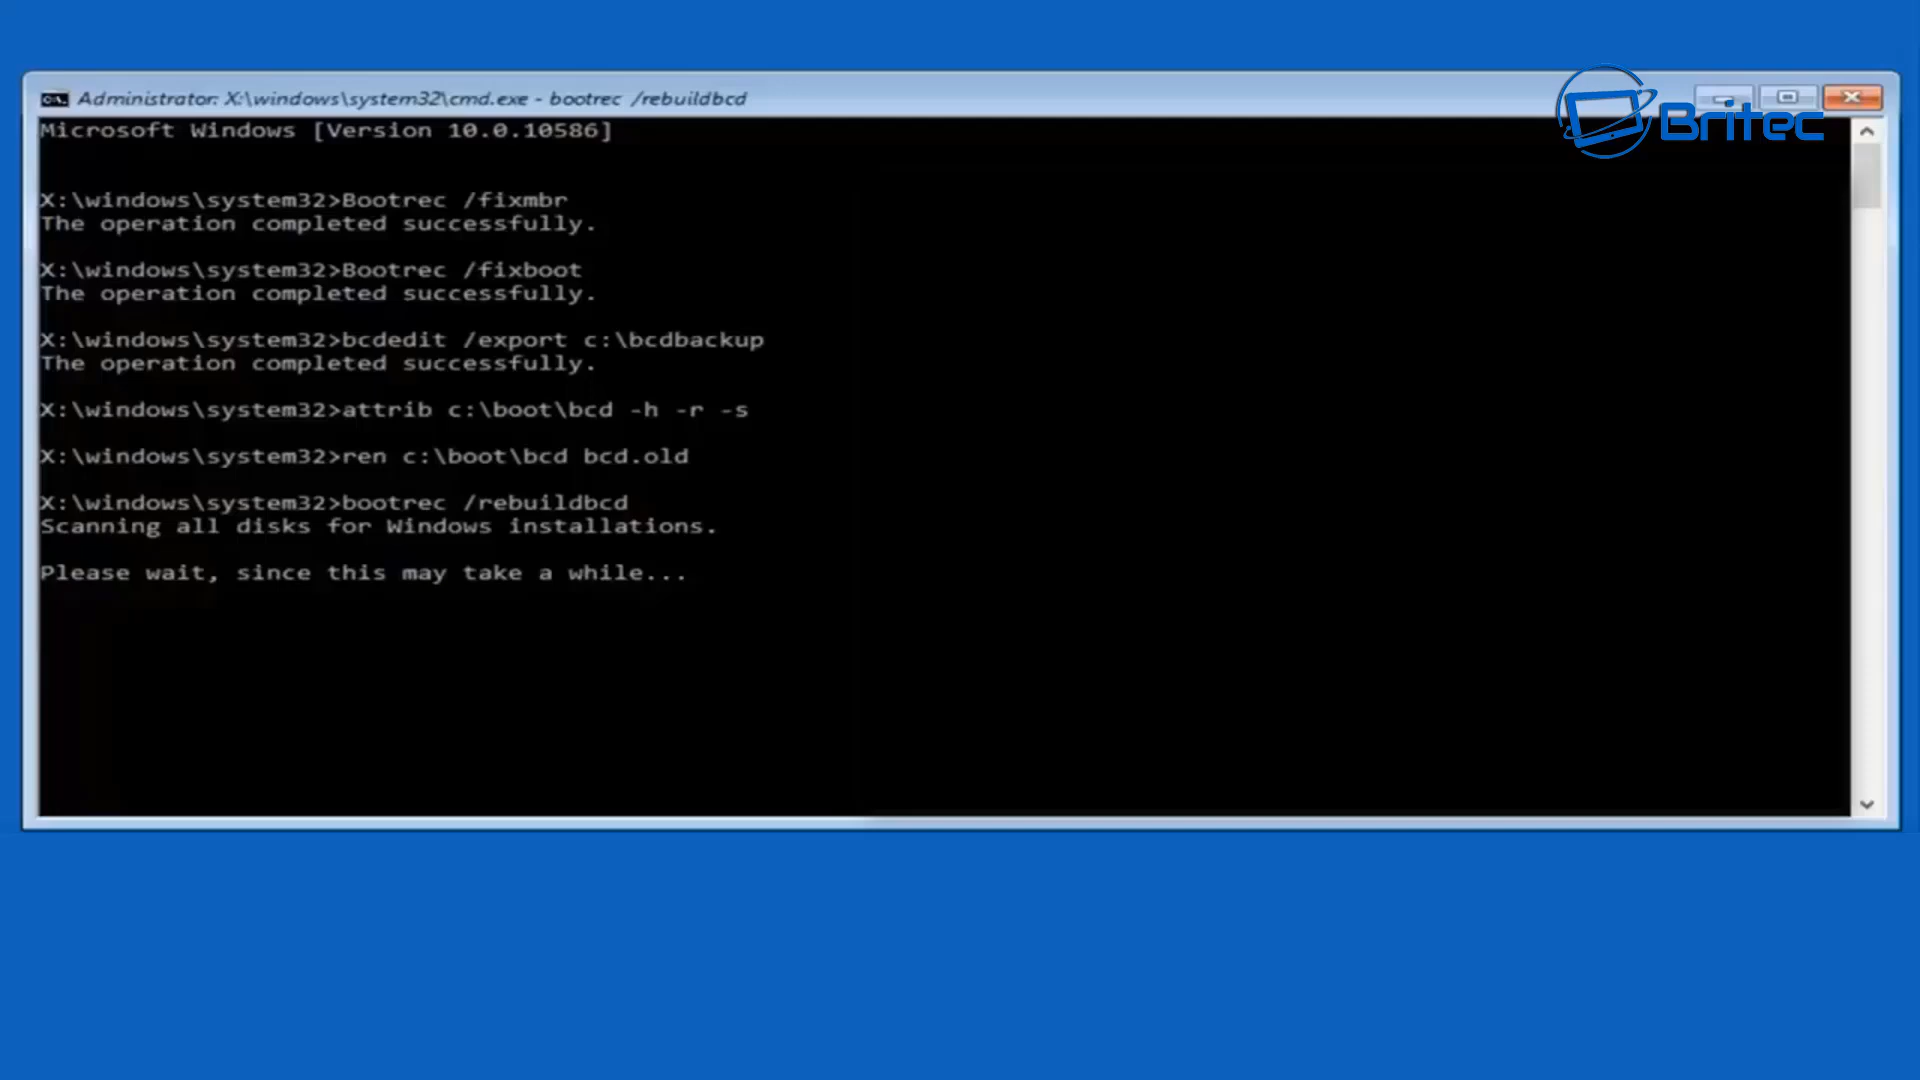 Administrator: X:\windows\system32\cmd.exe - bootrec /rebuildbcd
Britec
Microsoft Windows [Version 10.0.10586]
X:\windows\system32>Bootrec /fixmbr
The operation completed successfully.
X:\windows\system32>Bootrec /fixboot
The operation completed successfully.
X:\windows\system32>bcdedit /export c:\bcdbackup
The operation completed successfully.
X:\windows\system32>attrib c:\boot\bcd -h -r -s
X:\windows\system32>ren c:\boot\bcd bcd.old
X:\windows\system32>bootrec /rebuildbcd
Scanning all disks for Windows installations.
Please wait, since this may take a while...